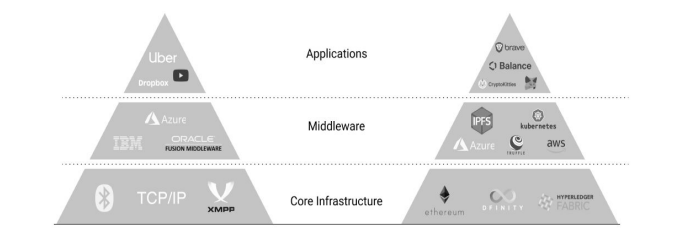 Uber
Dropbox
Applications
brave
Balance
CryptoKitties
Azure
IBM
ORACLE
FUSION MIDDLEWARE
Middleware
IPFS
kubernetes
Azure
TRUFFLE
aws
TCP/IP
XMPP
Core Infrastructure
ethereum
DFINITY
HYPERLEDGER
FABRIC